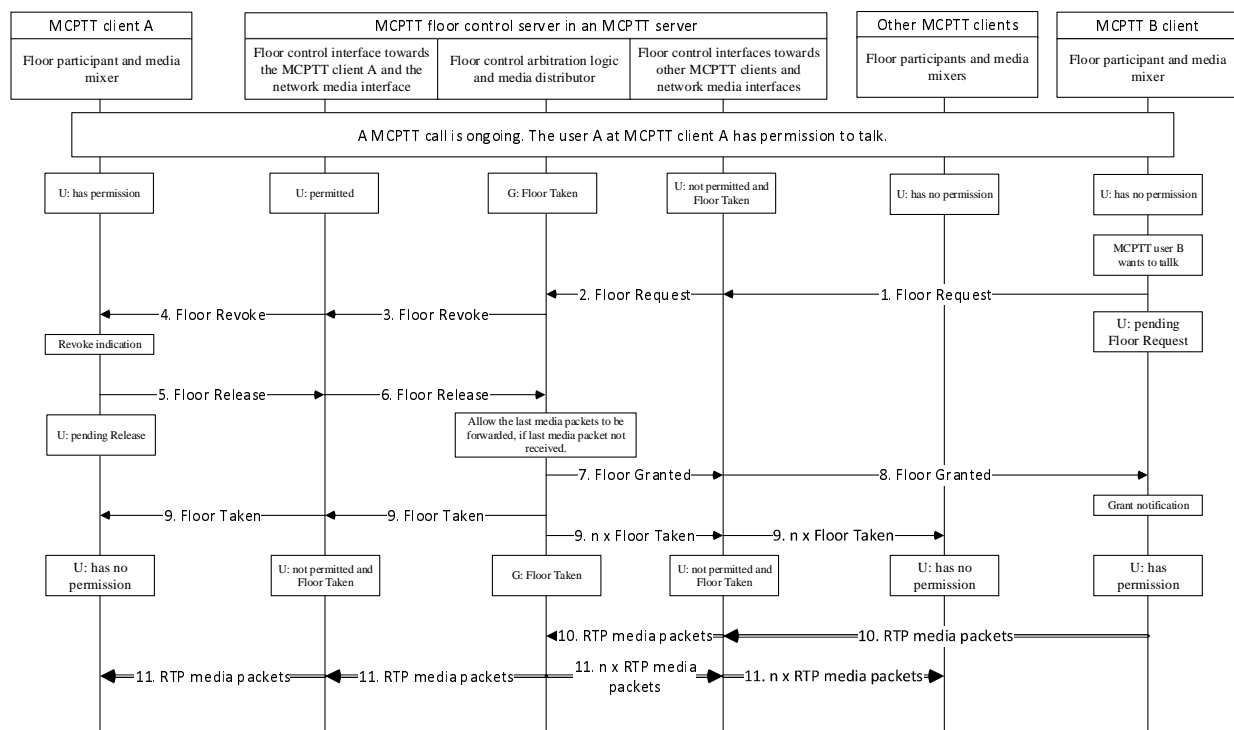 MCPTT client A
MCPTT floor control server in an MCPTT server
Other MCPTT clients
MCPTT B client
Floor participant and media
mixer
Floor control interface towards
the MCPTT client A and the
network media interface
Floor control arbitration logic
and media distributor
Floor control interfaces towards
other MCPTT clients and
network media interfaces
Floor participants and media
mixers
Floor participant and media
mixer
A MCPTT call is ongoing. The user A at MCPTT client A has permission to talk.
U: has permission
U: permitted
G: Floor Taken
U: not permitted and
Floor Taken
U: has no permission
U: has no permission
MCPTT user B
wants to tallk
2. Floor Request
1. Floor Request
4. Floor Revoke
3. Floor Revoke
U: pending
Floor Request
Revoke indication
5. Floor Release
6. Floor Release
U: pending Release
Allow the last media packets to be
forwarded, if last media packet not
received.
7. Floor Granted
8. Floor Granted
Grant notification
9. Floor Taken
9. Floor Taken
9. n x Floor Taken
9. n x Floor Taken
U: has no
permission
U: not permitted and
Floor Taken
G: Floor Taken
U: not permitted and
Floor Taken
U: has no
permission
U: has
permission
10. RTP media packets
10. RTP media packets
11. RTP media packets
11. RTP media packets
11. n x RTP media
packets
11. n x RTP media packets